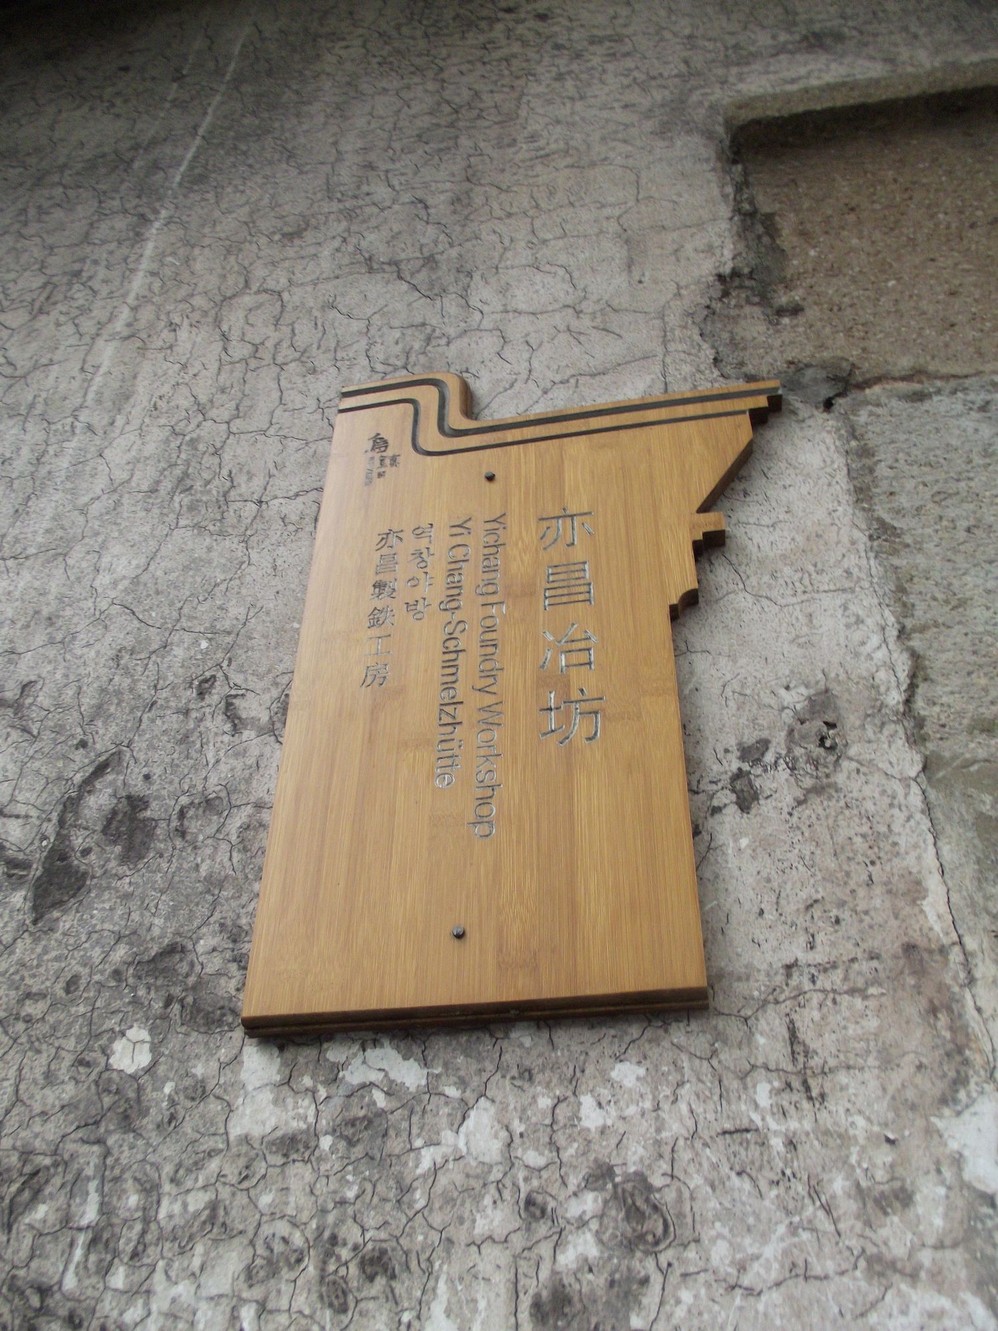 亦昌冶坊
Yichang Foundry Workshop
Yi Chang-Schmelzhütte
역창야방
亦昌製鉄工房